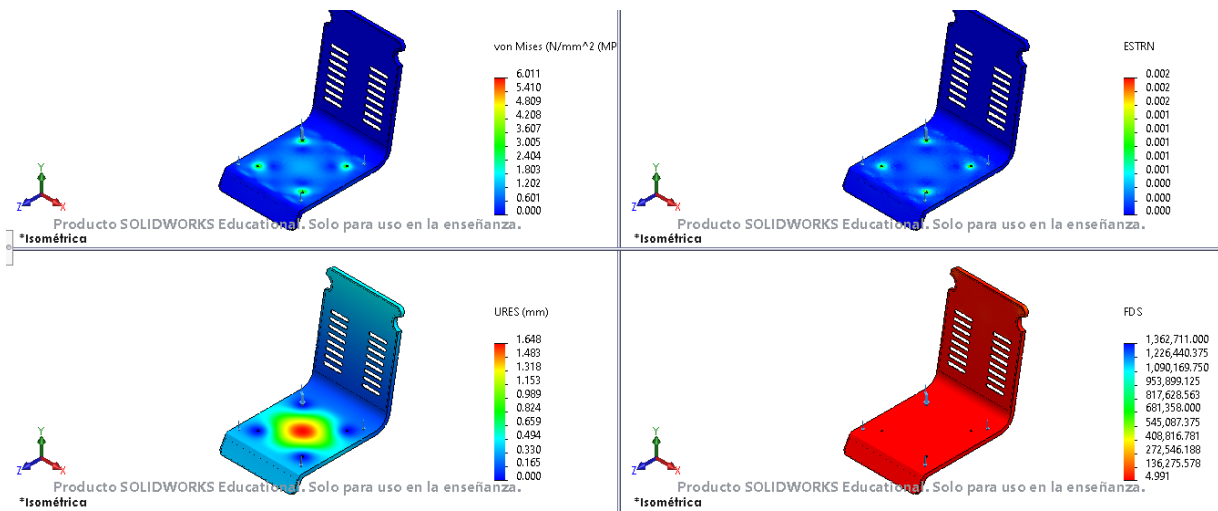 von Mises (N/mm^2 (MP
6.011
5.410
4.809
4.208
3.607
3.005
2.404
1.803
1.202
0.601
0.000
Y
Z
X
Producto SOLIDWORKS Educational. Solo para uso en la enseñanza.
*Isométrica
ESTRN
0.002
0.002
0.002
0.001
0.001
0.001
0.001
0.001
0.000
0.000
0.000
Y
Z
X
Producto SOLIDWORKS Educational. Solo para uso en la enseñanza.
*Isométrica
URES (mm)
1.648
1.483
1.318
1.153
0.989
0.824
0.659
0.494
0.330
0.165
0.000
Y
Z
X
Producto SOLIDWORKS Educational. Solo para uso en la enseñanza.
*Isométrica
FDS
1,362,711.000
1,226,440.375
1,090,169.750
953,899.125
817,628.563
681,358.000
545,087.375
408,816.781
272,546.188
136,275.578
4.991
Y
Z
X
Producto SOLIDWORKS Educational. Solo para uso en la enseñanza.
*Isométrica